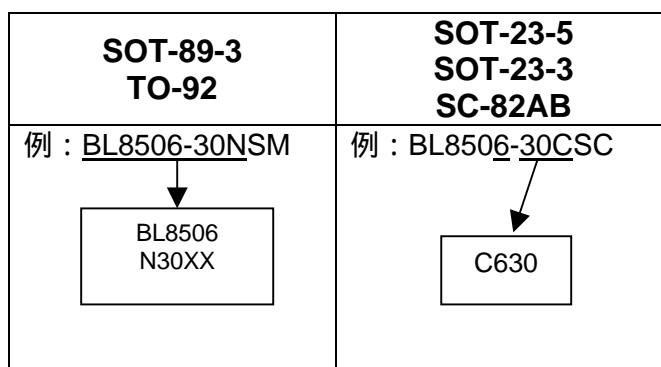 SOT-89-3
TO-92
SOT-23-5
SOT-23-3
SC-82AB
例：BL8506-30NSM
BL8506
N30XX
例：BL8506-30CSC
C630